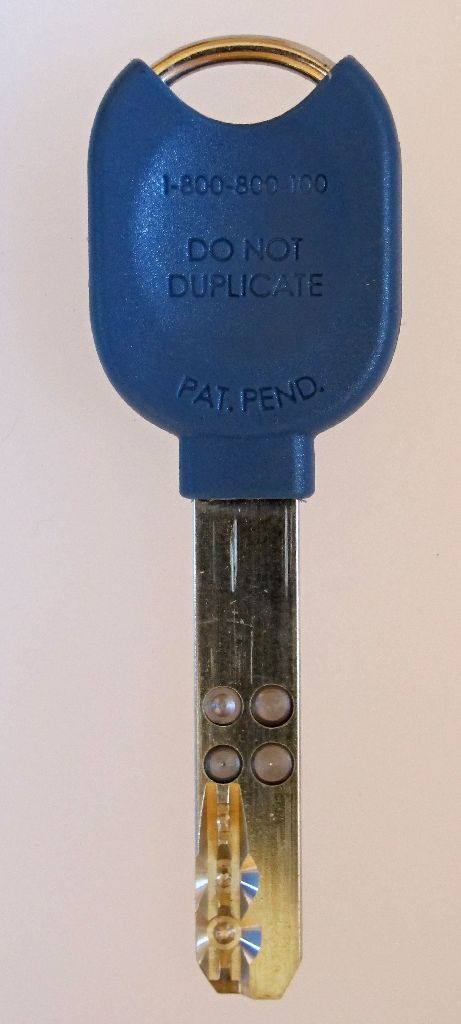 1-800-800-100
DO NOT
DUPLICATE
PAT. PEND.